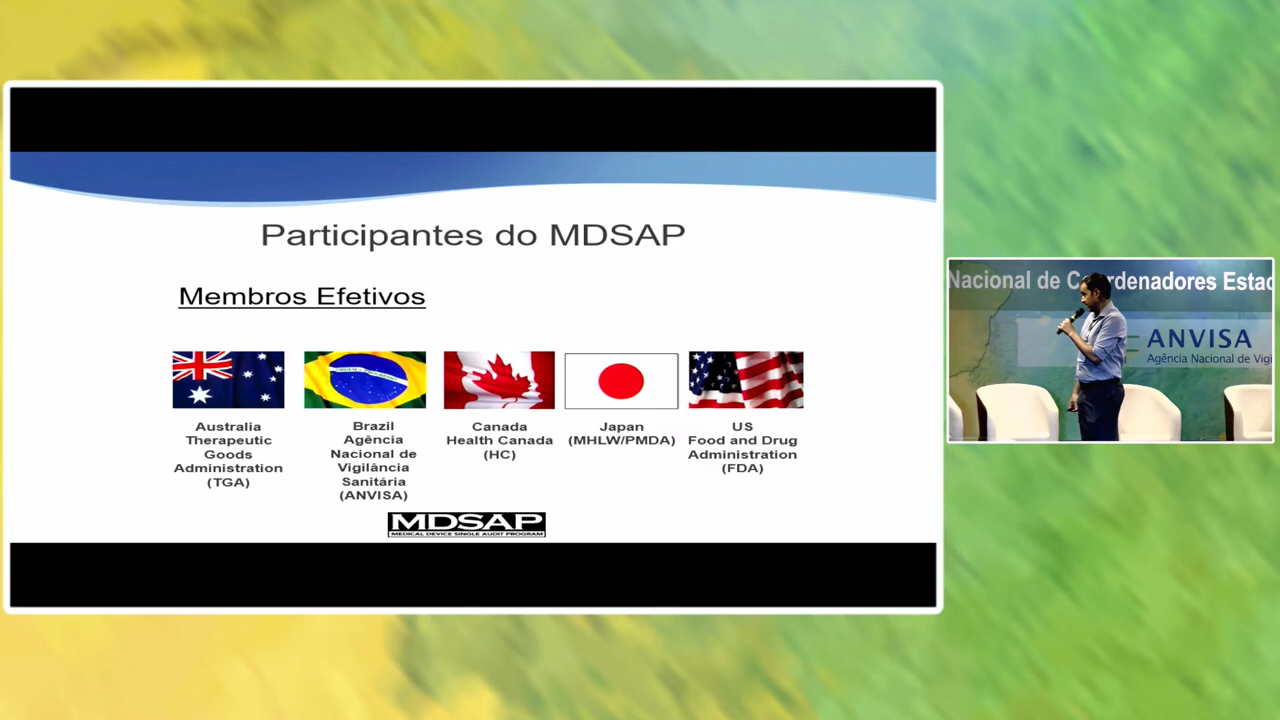 Participantes do MDSAP
Membros Efetivos
Australia
Therapeutic
Goods
Administration
(TGA)
Brazil
Agência
Nacional de
Vigilância
Sanitária
(ANVISA)
Canada
Health Canada
(HC)
Japan
(MHLW/PMDA)
US
Food and Drug
Administration
(FDA)
MDSAP
MEDICAL DEVICE SINGLE AUDIT PROGRAM
Nacional de C rdenadores Estad
ANVISA
Agência Nacional de Vigi